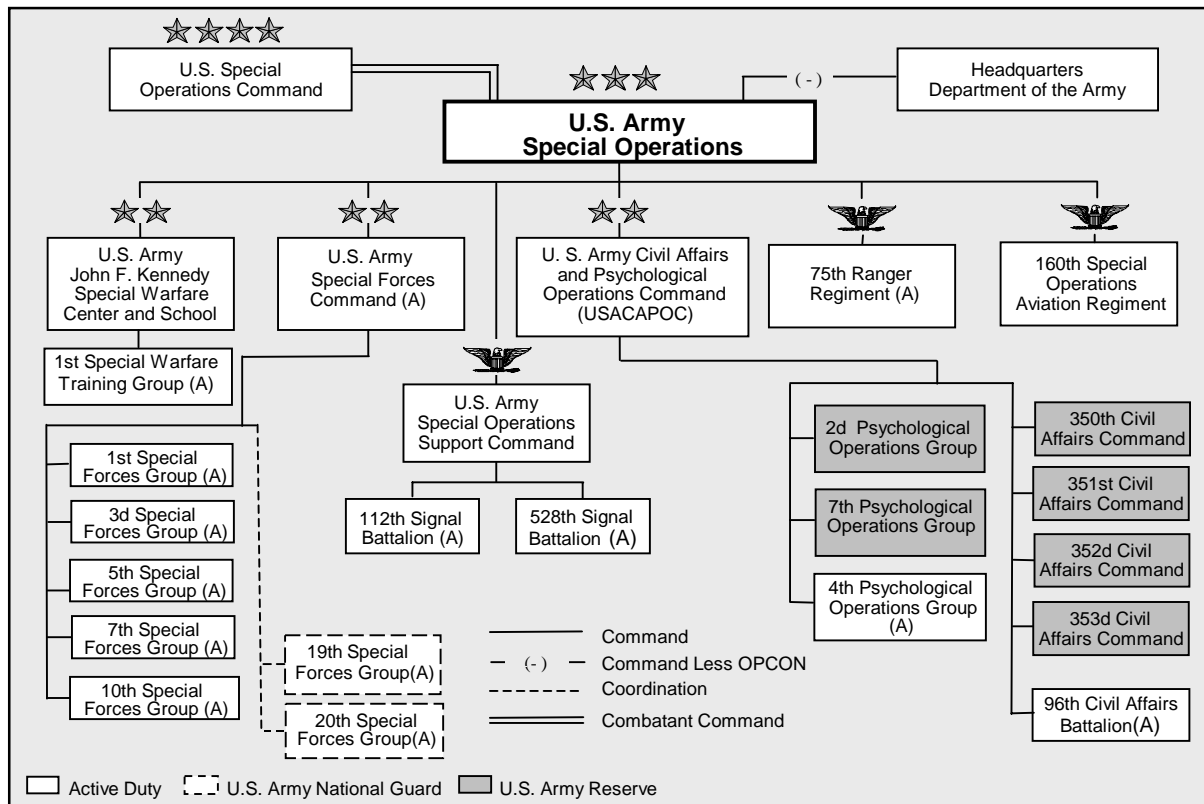 U.S. Special
Operations Command
( - )
Headquarters
Department of the Army
U.S. Army
Special Operations
U.S. Army
John F. Kennedy
Special Warfare
Center and School
1st Special Warfare
Training Group (A)
U.S. Army
Special Forces
Command (A)
U. S. Army Civil Affairs
and Psychological
Operations Command
(USACAPOC)
75th Ranger
Regiment (A)
160th Special
Operations
Aviation Regiment
U.S. Army
Special Operations
Support Command
112th Signal
Battalion (A)
528th Signal
Battalion (A)
1st Special
Forces Group (A)
3d Special
Forces Group (A)
5th Special
Forces Group (A)
7th Special
Forces Group (A)
10th Special
Forces Group (A)
19th Special
Forces Group(A)
20th Special
Forces Group(A)
2d Psychological
Operations Group
7th Psychological
Operations Group
4th Psychological
Operations Group
(A)
350th Civil
Affairs Command
351st Civil
Affairs Command
352d Civil
Affairs Command
353d Civil
Affairs Command
96th Civil Affairs
Battalion(A)
Command
(-) Command Less OPCON
Coordination
Combatant Command
Active Duty U.S. Army National Guard U.S. Army Reserve